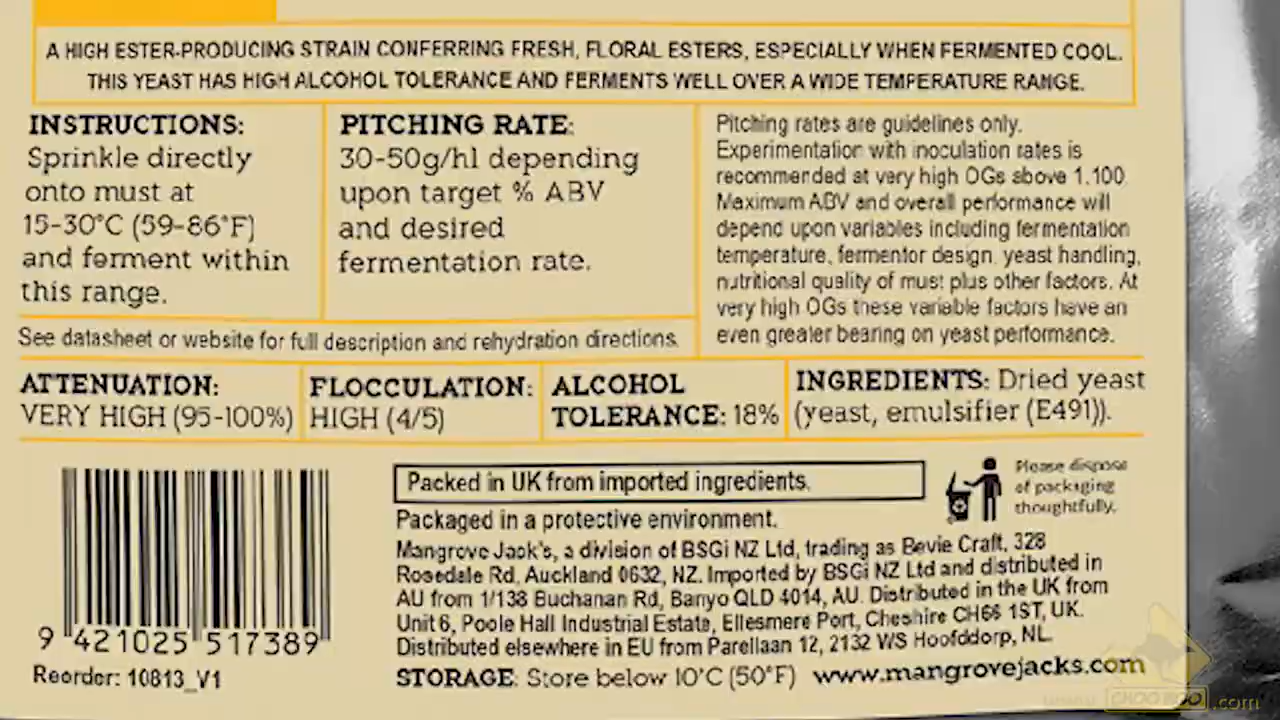 A HIGH ESTER-PRODUCING STRAIN CONFERRING FRESH, FLORAL ESTERS, ESPECIALLY WHEN FERMENTED COOL.
THIS YEAST HAS HIGH ALCOHOL TOLERANCE AND FERMENTS WELL OVER A WIDE TEMPERATURE RANGE.
INSTRUCTIONS:
Sprinkle directly
onto must at
15-30°C (59-86°F)
and ferment within
this range.
PITCHING RATE:
30-50g/hl depending
upon target % ABV
and desired
fermentation rate.
Pitching rates are guidelines only.
Experimentation with inoculation rates is
recommended at very high OGs above 1.100
Maximum ABV and overall performance will
depend upon variables including fermentation
temperature, fermentor design, yeast handling,
nutritional quality of must plus other factors. At
very high OGs these variable factors have an
even greater bearing on yeast performance.
See datasheet or website for full description and rehydration directions.
ATTENUATION:
VERY HIGH (95-100%)
FLOCCULATION:
HIGH (4/5)
ALCOHOL
TOLERANCE: 18%
INGREDIENTS: Dried yeast
(yeast, emulsifier (E491)).
9 421025 517389
Reorder: 10813_V1
Packed in UK from imported ingredients.
Please dispose
of packaging
thoughtfully.
Packaged in a protective environment.
Mangrove Jack's, a division of BSGi NZ Ltd, trading as Bevie Craft, 328
Rosedale Rd, Auckland 0632, NZ. Imported by BSGi NZ Ltd and distributed in
AU from 1/138 Buchanan Rd, Banyo QLD 4014, AU. Distributed in the UK from
Unit 6, Poole Hall Industrial Estate, Ellesmere Port, Cheshire CH66 1ST, UK.
Distributed elsewhere in EU from Parellaan 12, 2132 WS Hoofddorp, NL.
STORAGE: Store below 10°C (50°F) www.mangrovejacks.com
www. CHOO MOO .com